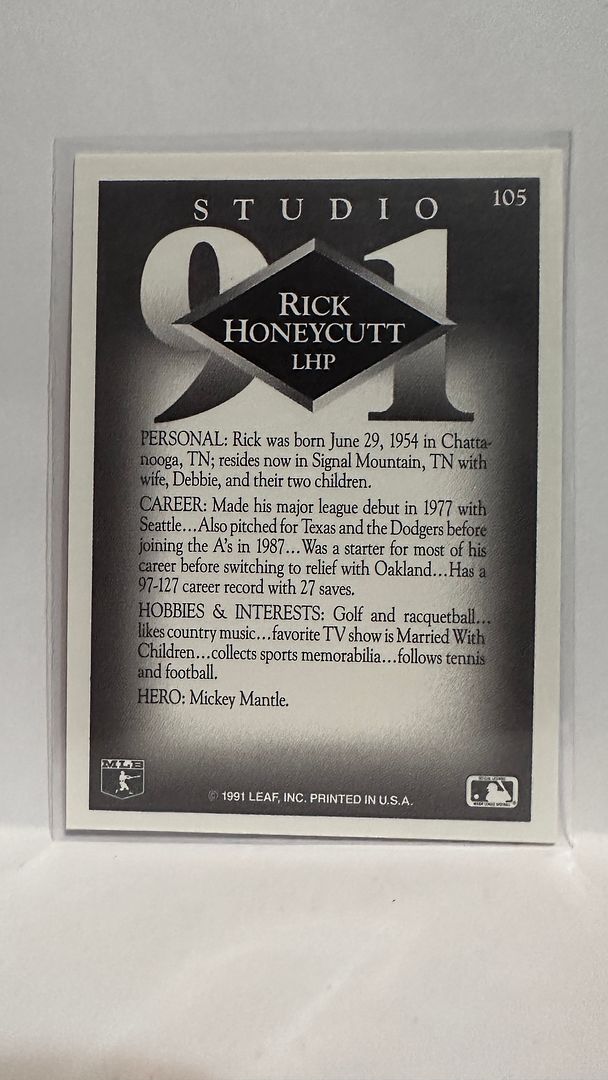 STUDIO
105
91
RICK
HONEYCUTT
LHP
PERSONAL: Rick was born June 29, 1954 in Chatta-
nooga, TN; resides now in Signal Mountain, TN with
wife, Debbie, and their two children.
CAREER: Made his major league debut in 1977 with
Seattle...Also pitched for Texas and the Dodgers before
joining the A's in 1987...Was a starter for most of his
career before switching to relief with Oakland...Has a
97-127 career record with 27 saves.
HOBBIES & INTERESTS: Golf and racquetball...
likes country music...favorite TV show is Married With
Children...collects sports memorabilia...follows tennis
and football.
HERO: Mickey Mantle.
MLB
© 1991 LEAF, INC. PRINTED IN U.S.A.